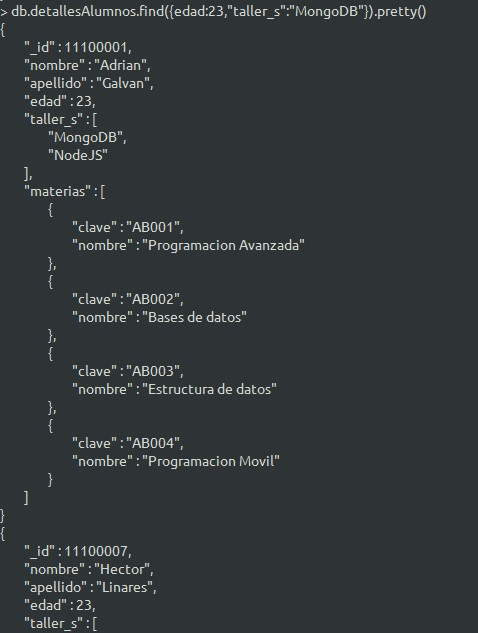 > db.detallesAlumnos.find({edad:23,"taller_s":"MongoDB"}).pretty()
{
"_id" : 11100001,
"nombre" : "Adrian",
"apellido" : "Galvan",
"edad" : 23,
"taller_s" : [
"MongoDB",
"NodeJS"
],
"materias" : [
{
"clave" : "AB001",
"nombre" : "Programacion Avanzada"
},
{
"clave" : "AB002",
"nombre" : "Bases de datos"
},
{
"clave" : "AB003",
"nombre" : "Estructura de datos"
},
{
"clave" : "AB004",
"nombre" : "Programacion Movil"
}
]
}
{
"_id" : 11100007,
"nombre" : "Hector",
"apellido" : "Linares",
"edad" : 23,
"taller_s" : [